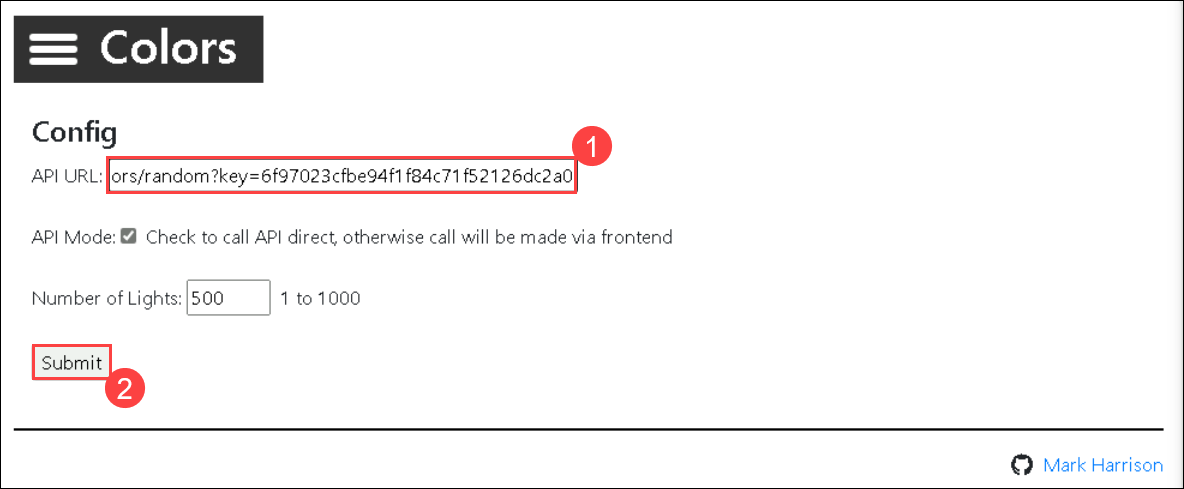 Colors
Config
API URL: ors/random?key=6f97023cfbe94f1f84c71f52126dc2a0
1
API Mode: Check to call API direct, otherwise call will be made via frontend
Number of Lights: 500 1 to 1000
Submit
2
Mark Harrison